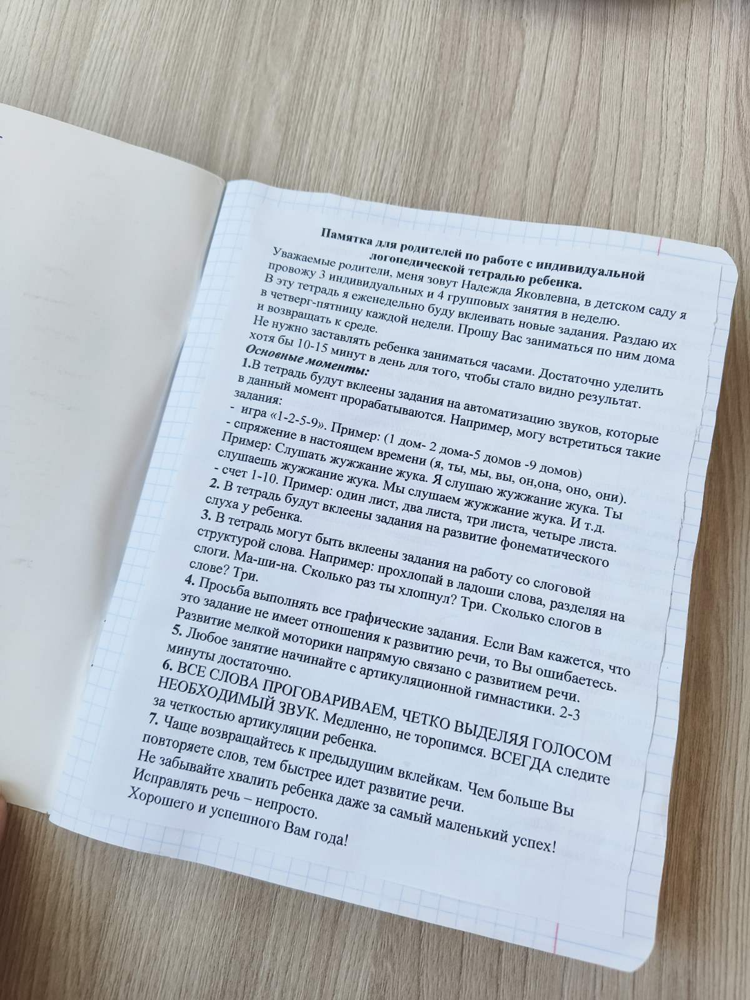 Памятка для родителей по работе с индивидуальной
логопедической тетрадью ребенка.
Уважаемые родители, меня зовут Надежда Яковлевна, в детском саду я
провожу 3 индивидуальных и 4 групповых занятия в неделю.
В эту тетрадь я еженедельно буду вклеивать новые задания. Раздаю их
в четверг-пятницу каждой недели. Прошу Вас заниматься по ним дома
и возвращать к среде.
Не нужно заставлять ребенка заниматься часами. Достаточно уделить
хотя бы 10-15 минут в день для того, чтобы стало видно результат.
Основные моменты:
1.В тетрадь будут вклеены задания на автоматизацию звуков, которые
в данный момент прорабатываются. Например, могу встретиться такие
задания:
- игра «1-2-5-9». Пример: (1 дом- 2 дома-5 домов -9 домов)
- спряжение в настоящем времени (я, ты, мы, вы, он,она, оно, они).
Пример: Слушать жужжание жука. Я слушаю жужжание жука. Ты
слушаешь жужжание жука. Мы слушаем жужжание жука. И т.д.
- счет 1-10. Пример: один лист, два листа, три листа, четыре листа.
2. В тетрадь будут вклеены задания на развитие фонематического
слуха у ребенка.
3. В тетрадь могут быть вклеены задания на работу со слоговой
структурой слова. Например: прохлопай в ладоши слова, разделяя на
слоги. Ма-ши-на. Сколько раз ты хлопнул? Три. Сколько слогов в
слове? Три.
4. Просьба выполнять все графические задания. Если Вам кажется, что
это задание не имеет отношения к развитию речи, то Вы ошибаетесь.
Развитие мелкой моторики напрямую связано с развитием речи.
5. Любое занятие начинайте с артикуляционной гимнастики. 2-3
минуты достаточно.
6. ВСЕ СЛОВА ПРОГОВАРИВАЕМ, ЧЕТКО ВЫДЕЛЯЯ ГОЛОСОМ
НЕОБХОДИМЫЙ ЗВУК. Медленно, не торопимся. ВСЕГДА следите
за четкостью артикуляции ребенка.
7. Чаще возвращайтесь к предыдущим вклейкам. Чем больше Вы
повторяете слов, тем быстрее идет развитие речи.
Не забывайте хвалить ребенка даже за самый маленький успех!
Исправлять речь – непросто.
Хорошего и успешного Вам года!